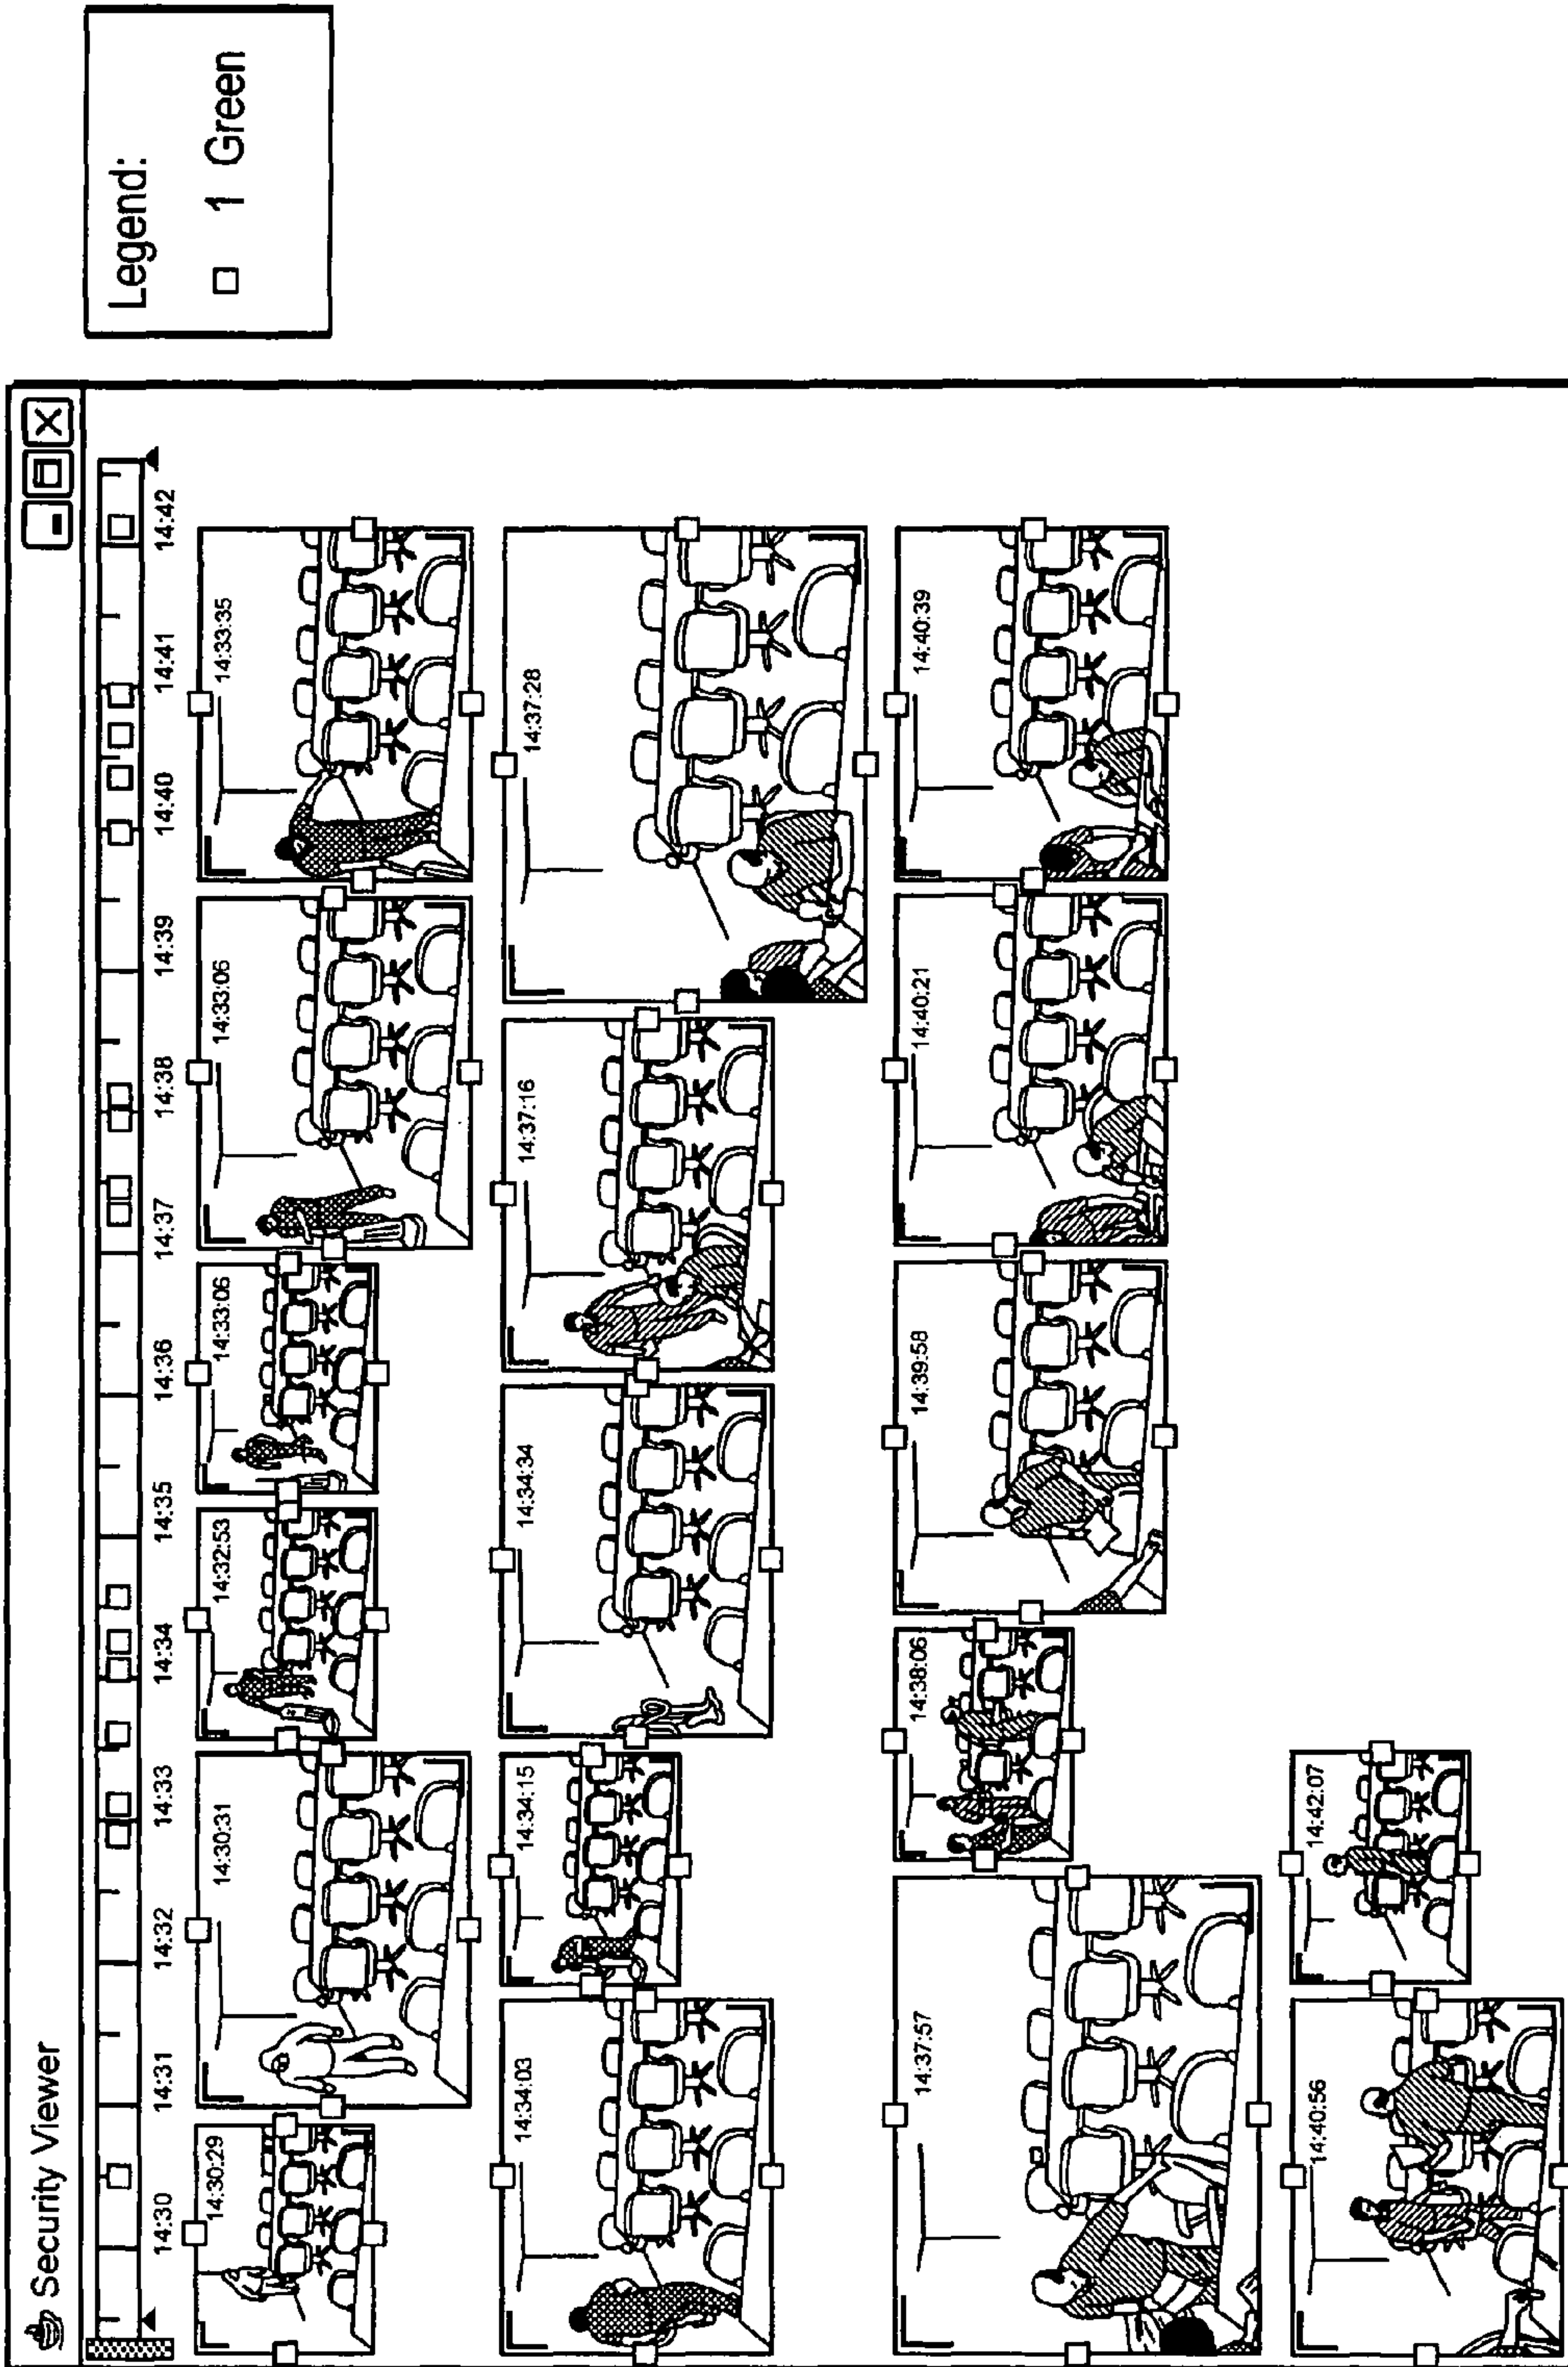 Security Viewer
14:30 14:31 14:32 14:33 14:34 14:35 14:36 14:37 14:38 14:39 14:40 14:41 14:42
14:30:29 14:30:31 14:32:53 14:33:06 14:33:06 14:33:35
14:34:03 14:34:15 14:34:34 14:37:16 14:37:28
14:37:57 14:38:06 14:39:58 14:40:21 14:40:39
14:40:56 14:42:07
Legend:
1 Green